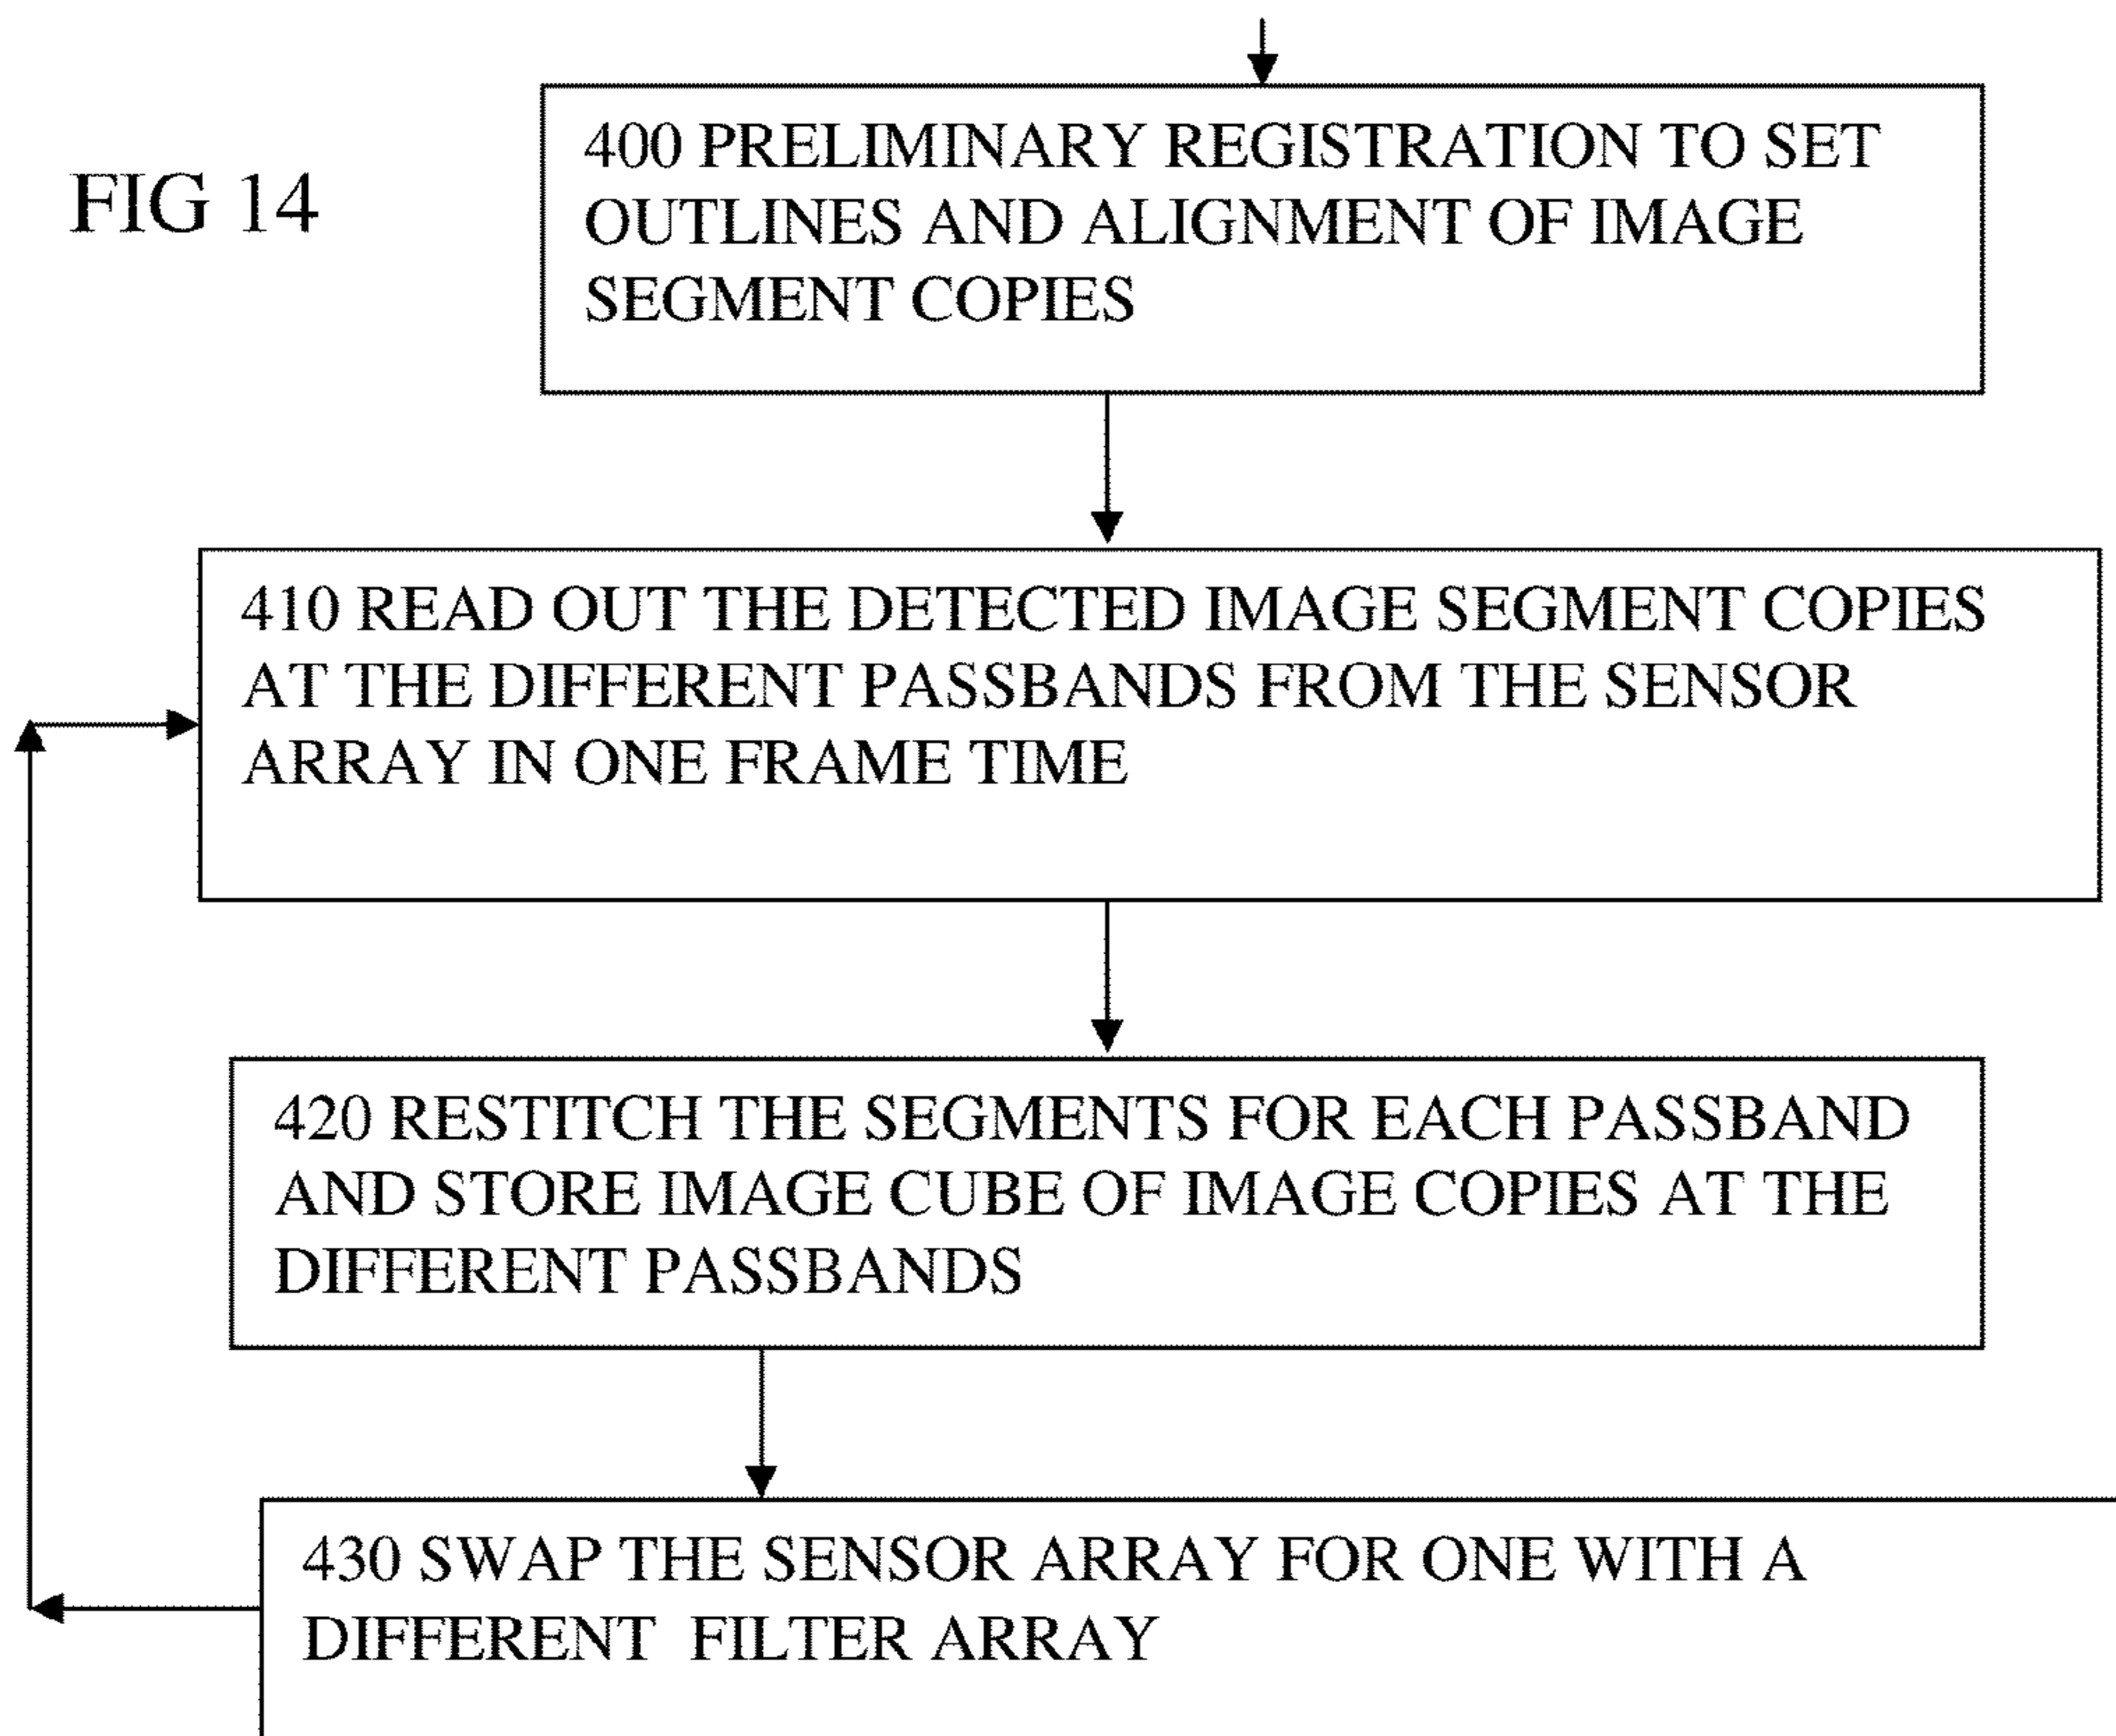 FIG 14
400 PRELIMINARY REGISTRATION TO SET
OUTLINES AND ALIGNMENT OF IMAGE
SEGMENT COPIES
410 READ OUT THE DETECTED IMAGE SEGMENT COPIES
AT THE DIFFERENT PASSBANDS FROM THE SENSOR
ARRAY IN ONE FRAME TIME
420 RESTITCH THE SEGMENTS FOR EACH PASSBAND
AND STORE IMAGE CUBE OF IMAGE COPIES AT THE
DIFFERENT PASSBANDS
430 SWAP THE SENSOR ARRAY FOR ONE WITH A
DIFFERENT FILTER ARRAY